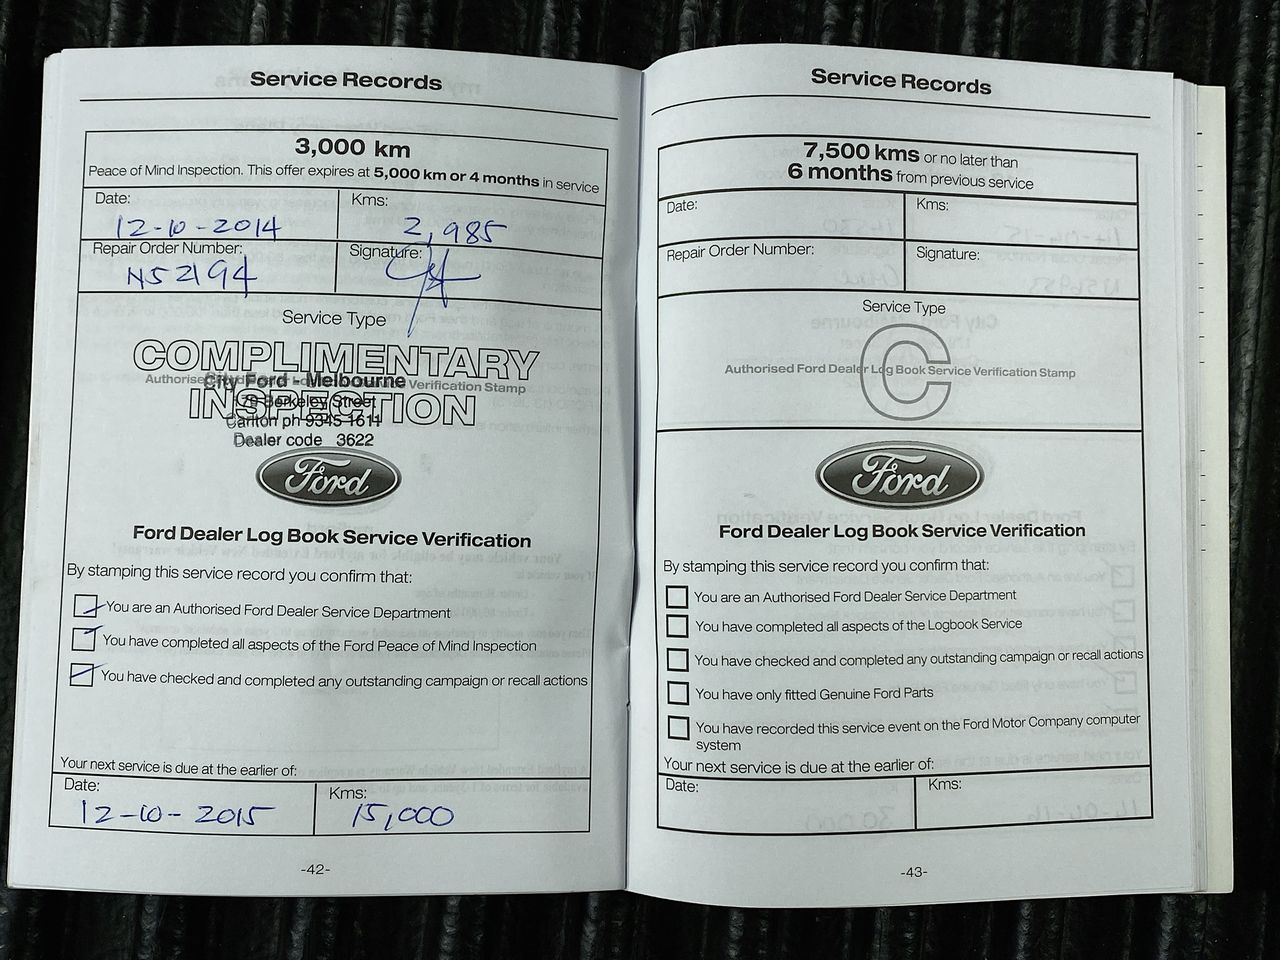 Service Records
3,000 km
Peace of Mind Inspection. This offer expires at 5,000 km or 4 months in service
Date:
12-10-2014
Kms:
2,985
Repair Order Number:
N52194
Signature:
Service Type
COMPLIMENTARY
Authorised Ford Dealer Log Book Service Verification Stamp
City Ford - Melbourne
INSPECTION
Berkeley Street
Carlton ph 9345 1611
Dealer code 3622
Ford
Ford Dealer Log Book Service Verification
By stamping this service record you confirm that:
You are an Authorised Ford Dealer Service Department
You have completed all aspects of the Ford Peace of Mind Inspection
You have checked and completed any outstanding campaign or recall actions
Your next service is due at the earlier of:
Date:
12-10-2015
Kms:
15,000
-42-
Service Records
7,500 kms or no later than
6 months from previous service
Date:
Kms:
Repair Order Number:
Signature:
Service Type
C
Authorised Ford Dealer Log Book Service Verification Stamp
Ford
Ford Dealer Log Book Service Verification
By stamping this service record you confirm that:
You are an Authorised Ford Dealer Service Department
You have completed all aspects of the Logbook Service
You have checked and completed any outstanding campaign or recall actions
You have only fitted Genuine Ford Parts
You have recorded this service event on the Ford Motor Company computer
system
Your next service is due at the earlier of:
Date:
Kms:
-43-